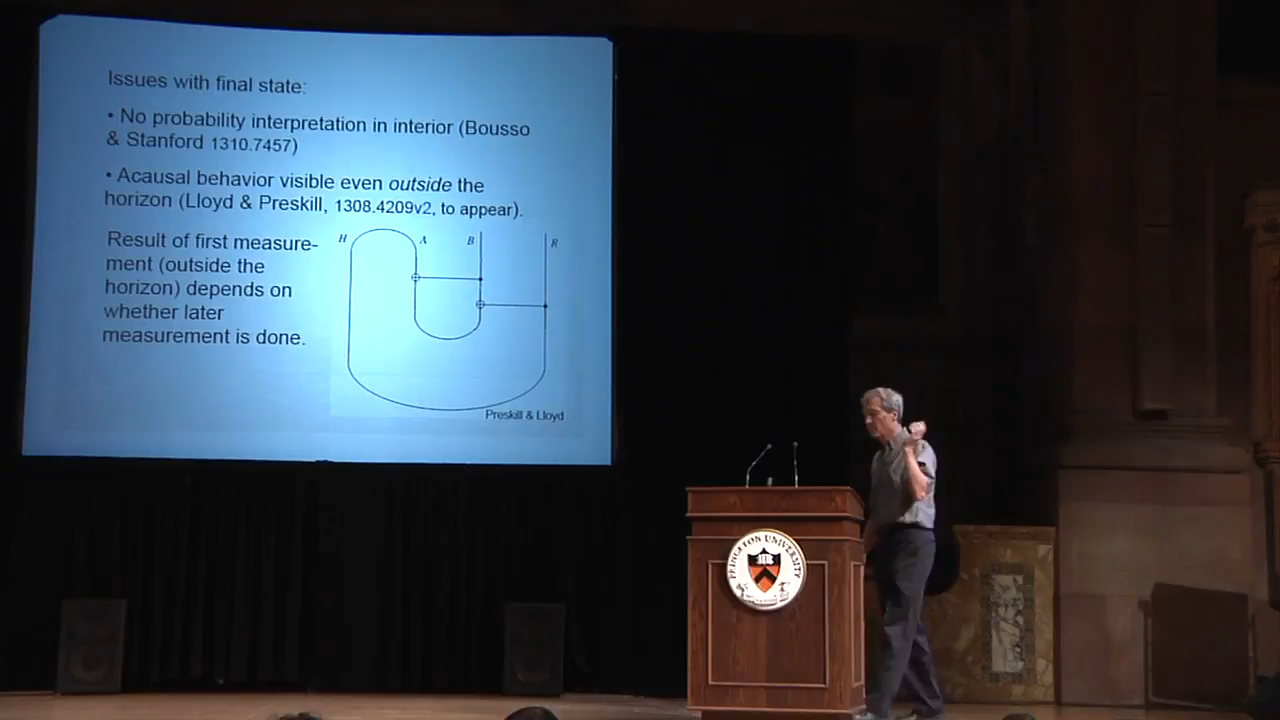 Issues with final state:
• No probability interpretation in interior (Bousso
& Stanford 1310.7457)
• Acausal behavior visible even outside the
horizon (Lloyd & Preskill, 1308.4209v2, to appear).
Result of first measure-
ment (outside the
horizon) depends on
whether later
measurement is done.
H A B R
Preskill & Lloyd
PRINCETON UNIVERSITY